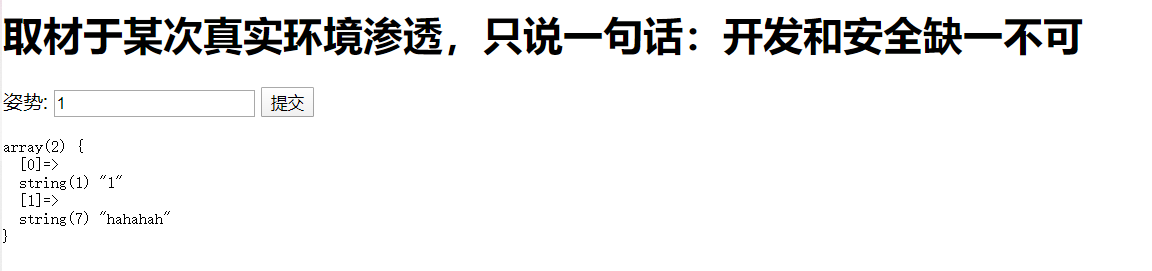 取材于某次真实环境渗透，只说一句话：开发和安全缺一不可
姿势: 1 提交
array(2) {
  [0]=>
  string(1) "1"
  [1]=>
  string(7) "hahahah"
}